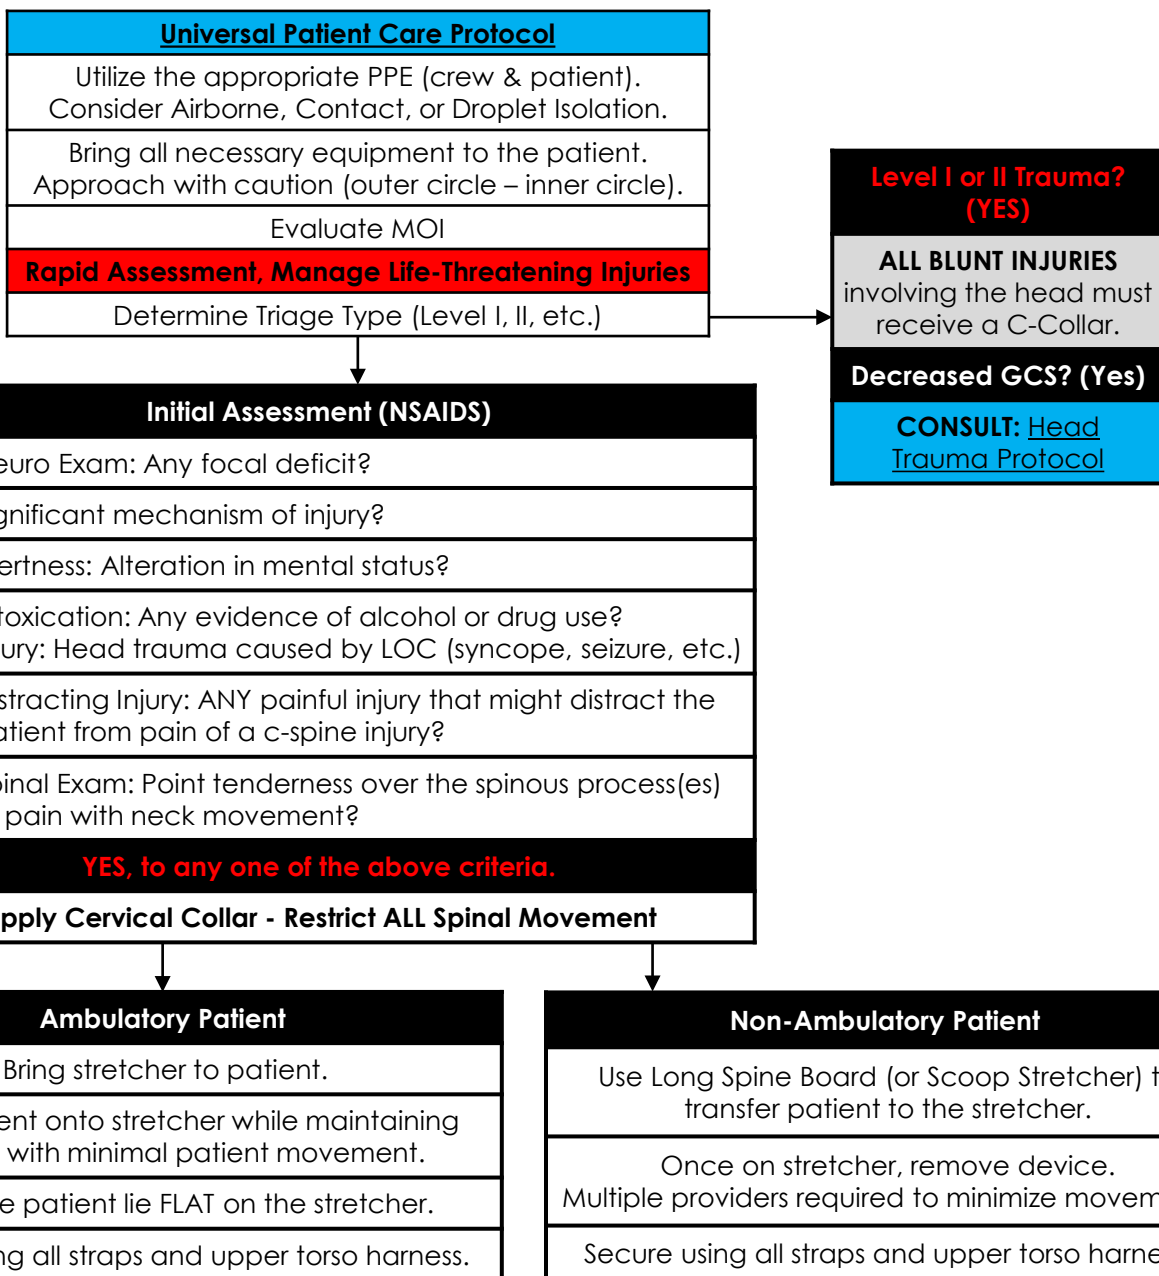 Universal Patient Care Protocol
Utilize the appropriate PPE (crew & patient).
Consider Airborne, Contact, or Droplet Isolation.
Bring all necessary equipment to the patient.
Approach with caution (outer circle – inner circle).
Evaluate MOI
Rapid Assessment, Manage Life-Threatening Injuries
Determine Triage Type (Level I, II, etc.)
Level I or II Trauma?
(YES)
ALL BLUNT INJURIES
involving the head must
receive a C-Collar.
Decreased GCS? (Yes)
CONSULT: Head
Trauma Protocol
Initial Assessment (NSAIDS)
euro Exam: Any focal deficit?
gnificant mechanism of injury?
ertness: Alteration in mental status?
toxication: Any evidence of alcohol or drug use?
ury: Head trauma caused by LOC (syncope, seizure, etc.)
stracting Injury: ANY painful injury that might distract the
atient from pain of a c-spine injury?
pinal Exam: Point tenderness over the spinous process(es)
pain with neck movement?
YES, to any one of the above criteria.
pply Cervical Collar - Restrict ALL Spinal Movement
Ambulatory Patient
Bring stretcher to patient.
ent onto stretcher while maintaining
with minimal patient movement.
e patient lie FLAT on the stretcher.
ng all straps and upper torso harness.
Non-Ambulatory Patient
Use Long Spine Board (or Scoop Stretcher) t
transfer patient to the stretcher.
Once on stretcher, remove device.
Multiple providers required to minimize movem
Secure using all straps and upper torso harne